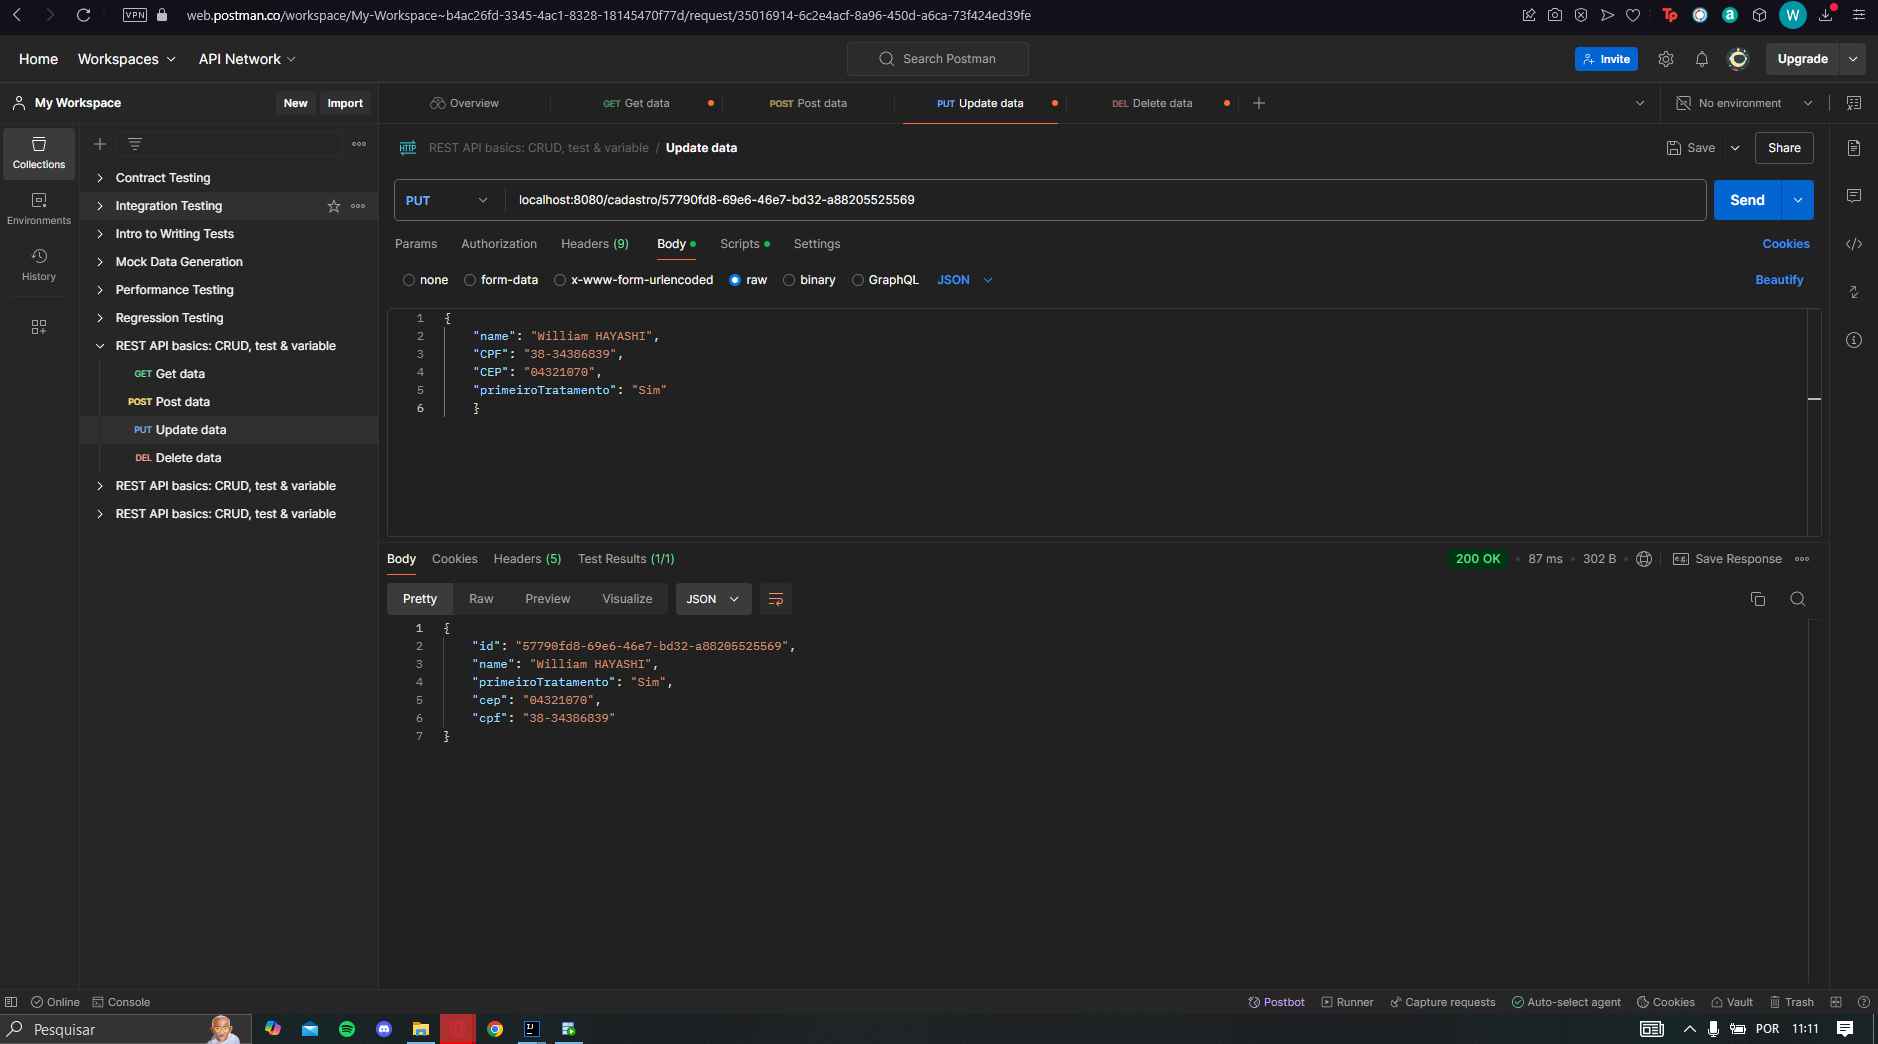 VPN web.postman.co/workspace/My-Workspace~b4ac26fd-3345-4ac1-8328-18145470f77d/request/35016914-6c2e4acf-8a96-450d-a6ca-73f424ed39fe Tp a W
Home Workspaces API Network Search Postman Invite Upgrade
My Workspace New Import Overview GET Get data POST Post data PUT Update data DEL Delete data No environment
Collections
Environments
History
Contract Testing
Integration Testing
Intro to Writing Tests
Mock Data Generation
Performance Testing
Regression Testing
REST API basics: CRUD, test & variable
GET Get data
POST Post data
PUT Update data
DEL Delete data
REST API basics: CRUD, test & variable
REST API basics: CRUD, test & variable
HTTP REST API basics: CRUD, test & variable / Update data Save Share
PUT localhost:8080/cadastro/57790fd8-69e6-46e7-bd32-a88205525569 Send
Params Authorization Headers (9) Body Scripts Settings Cookies
none form-data x-www-form-urlencoded raw binary GraphQL JSON Beautify
1 {
2 "name": "William HAYASHI",
3 "CPF": "38-34386839",
4 "CEP": "04321070",
5 "primeiroTratamento": "Sim"
6 }
Body Cookies Headers (5) Test Results (1/1) 200 OK 87 ms 302 B e.g. Save Response
Pretty Raw Preview Visualize JSON
1 {
2 "id": "57790fd8-69e6-46e7-bd32-a88205525569",
3 "name": "William HAYASHI",
4 "primeiroTratamento": "Sim",
5 "cep": "04321070",
6 "cpf": "38-34386839"
7 }
Online Console Postbot Runner Capture requests Auto-select agent Cookies Vault Trash
Pesquisar IJ POR 11:11